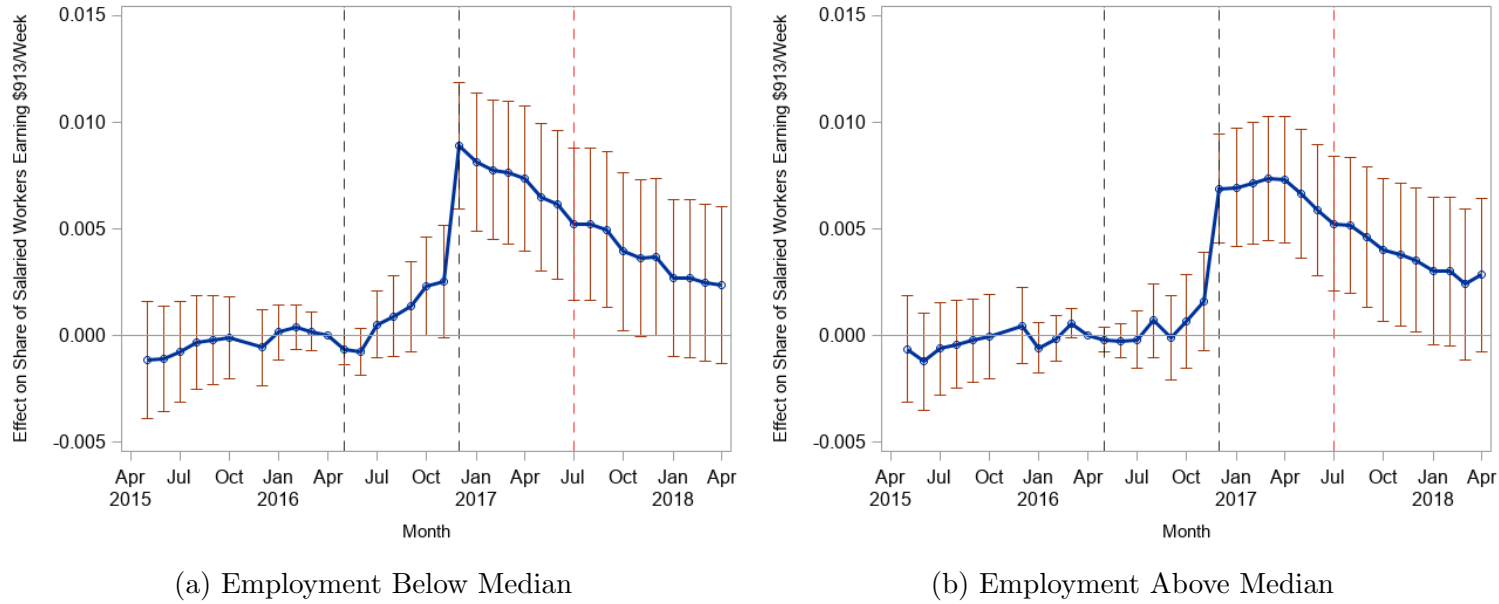 Effect on Share of Salaried Workers Earning $913/Week
0.015
0.010
0.005
0.000
-0.005
Apr Jul Oct Jan Apr Jul Oct Jan Apr Jul Oct Jan Apr
2015 2016 2017 2018
Month
(a) Employment Below Median
Effect on Share of Salaried Workers Earning $913/Week
0.015
0.010
0.005
0.000
-0.005
Apr Jul Oct Jan Apr Jul Oct Jan Apr Jul Oct Jan Apr
2015 2016 2017 2018
Month
(b) Employment Above Median